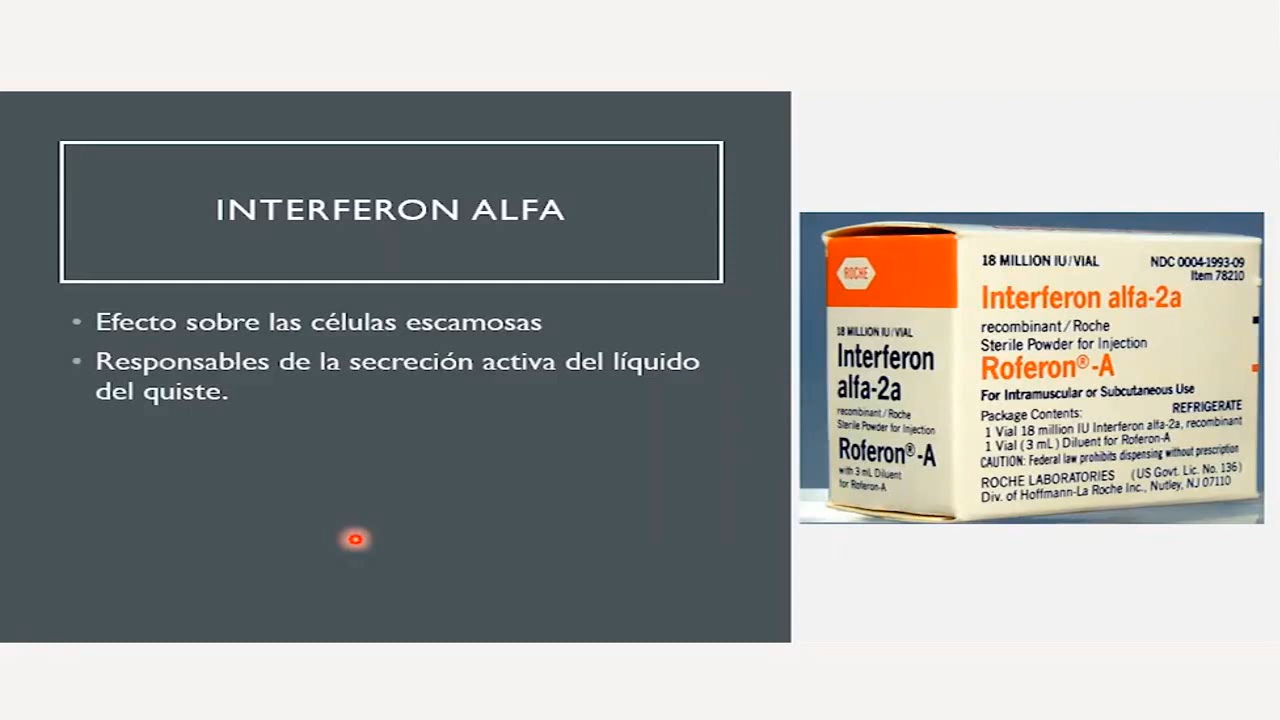 INTERFERON ALFA
• Efecto sobre las células escamosas
• Responsables de la secreción activa del líquido
del quiste.
ROCHE
18 MILLION IU/VIAL
Interferon
alfa-2a
recombinant/Roche
Sterile Powder for Injection
Roferon®-A
with 3 mL Diluent
for Roferon-A
18 MILLION IU/VIAL
NDC 0004-1993-09
Item 78210
Interferon alfa-2a
recombinant/Roche
Sterile Powder for Injection
Roferon®-A
For Intramuscular or Subcutaneous Use
Package Contents:
REFRIGERATE
1 Vial 18 million IU Interferon alfa-2a, recombinant
1 Vial (3 mL) Diluent for Roferon-A
CAUTION: Federal law prohibits dispensing without prescription
ROCHE LABORATORIES (US Govt. Lic. No. 136)
Div. of Hoffmann-La Roche Inc., Nutley, NJ 07110